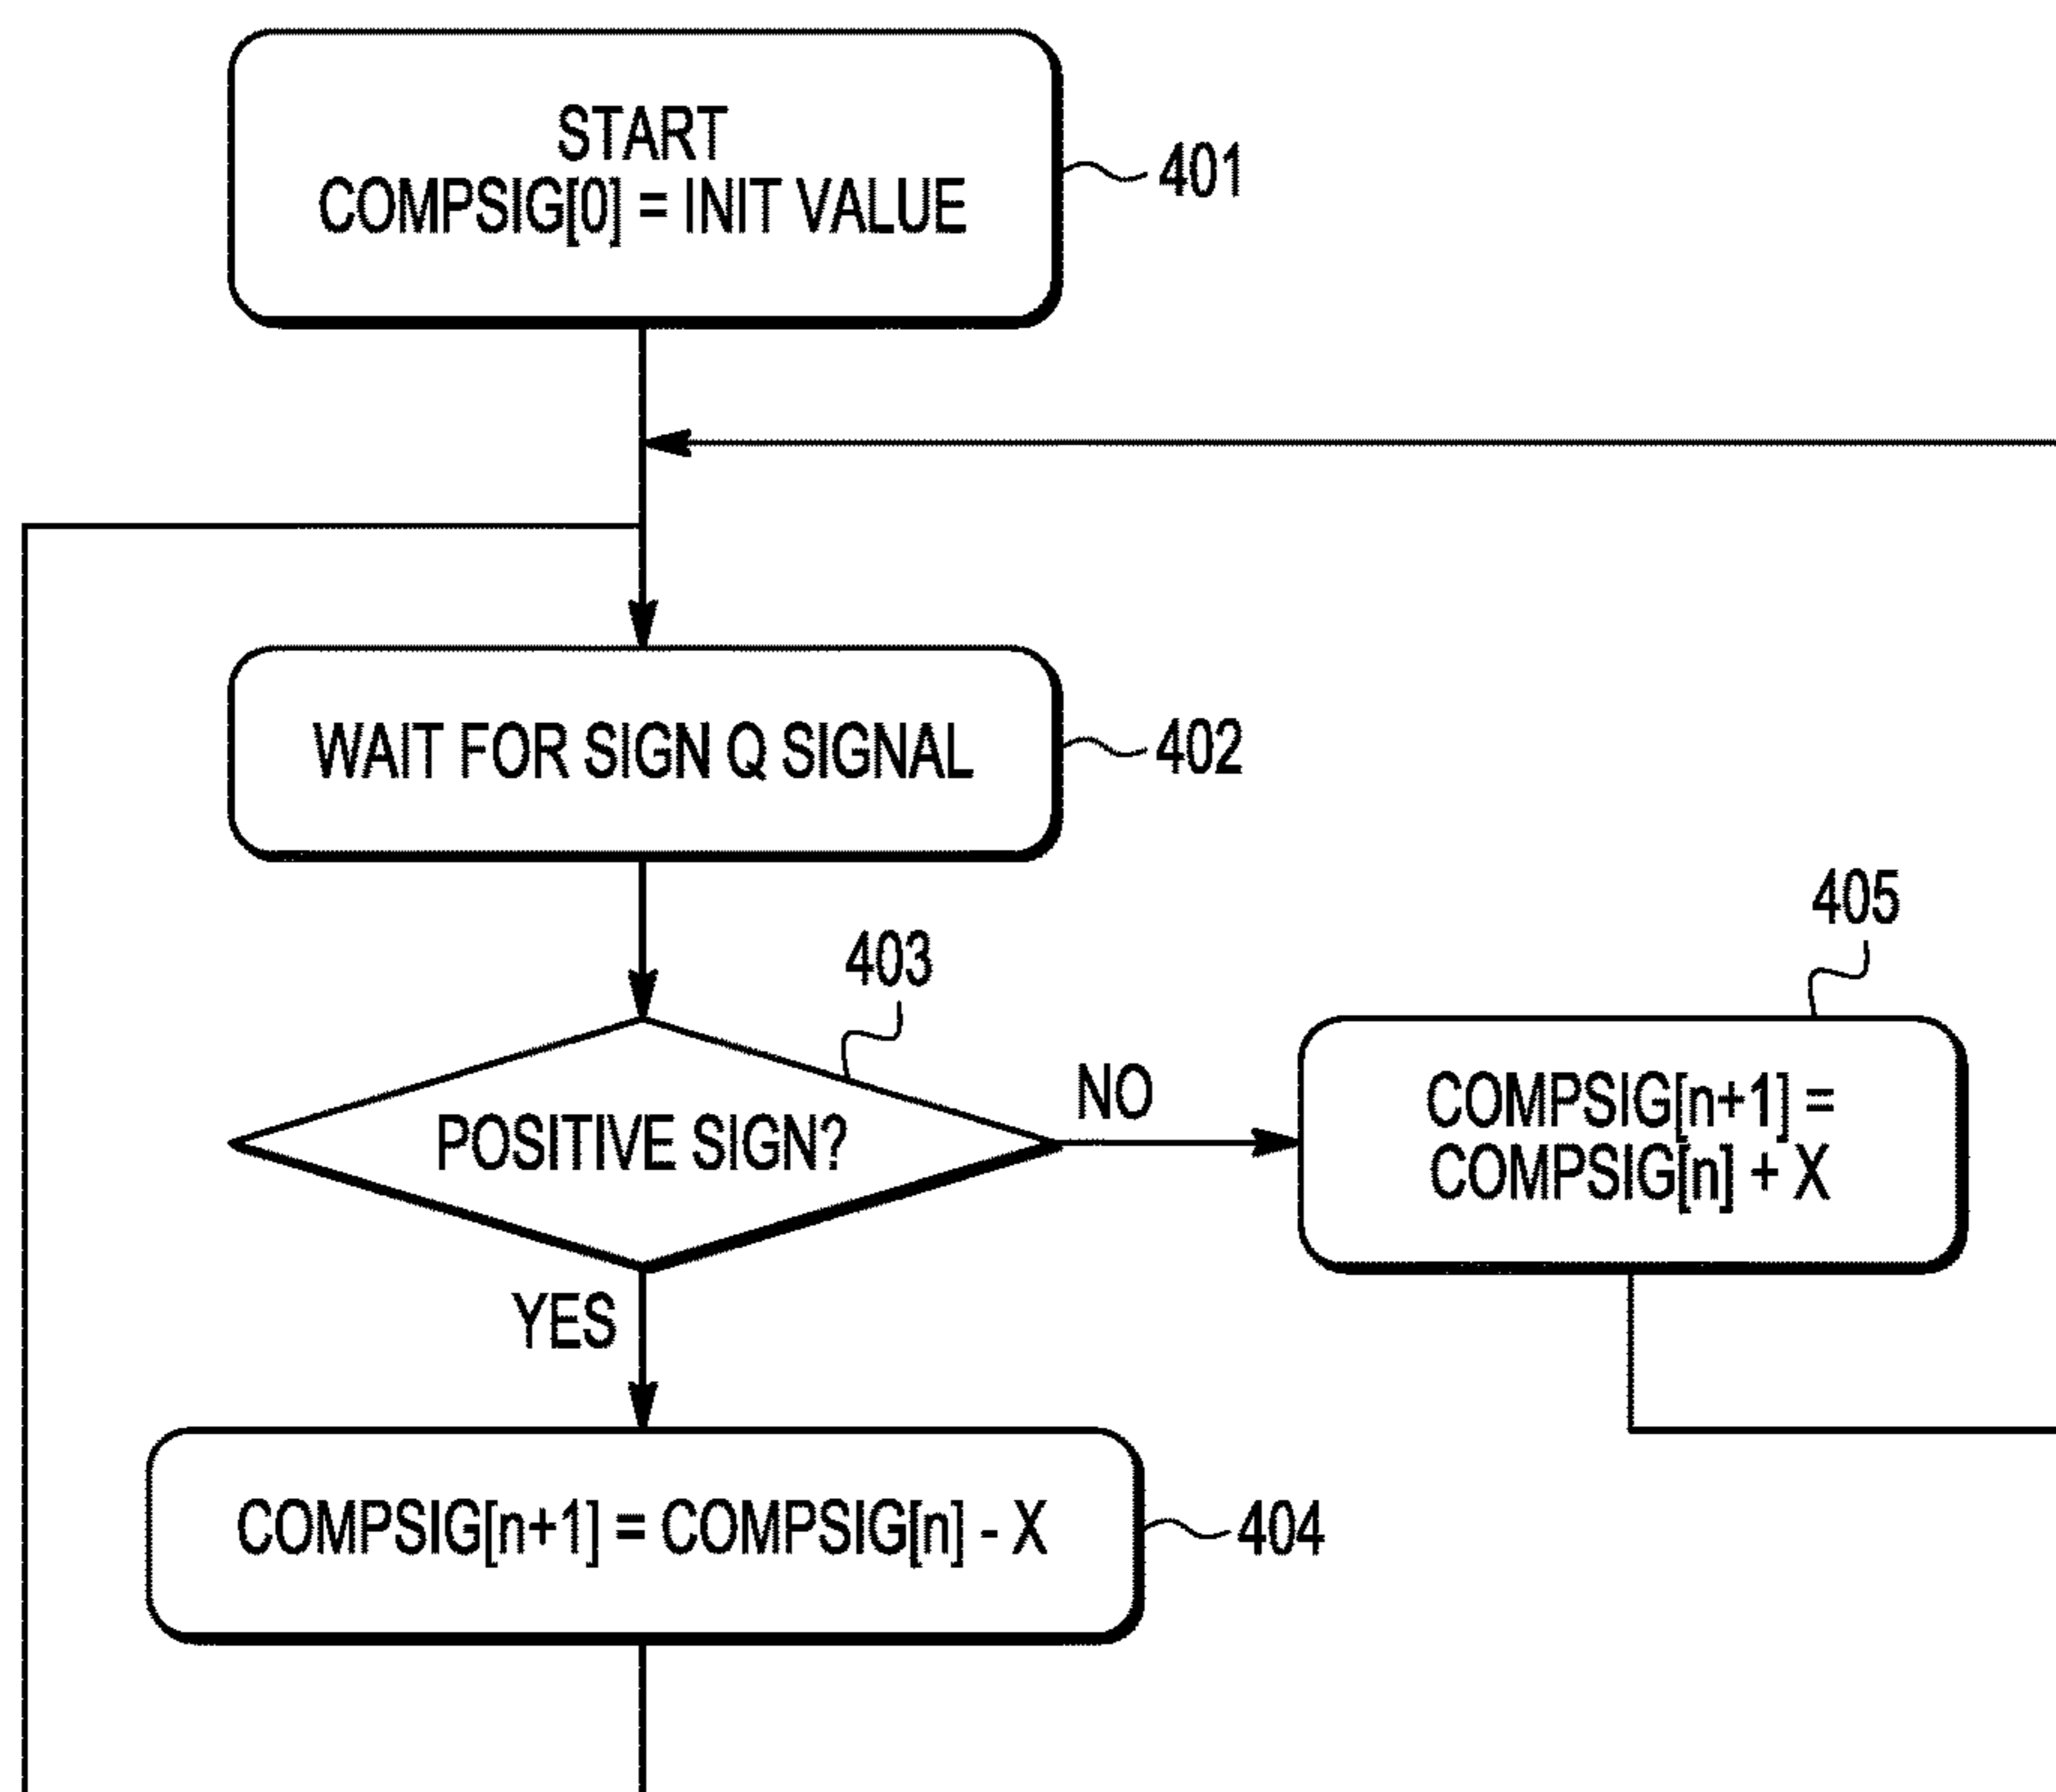 START
COMPSIG[0] = INIT VALUE
401
WAIT FOR SIGN Q SIGNAL
402
403
POSITIVE SIGN?
NO
405
COMPSIG[n+1] =
COMPSIG[n] + X
YES
COMPSIG[n+1] = COMPSIG[n] - X
404